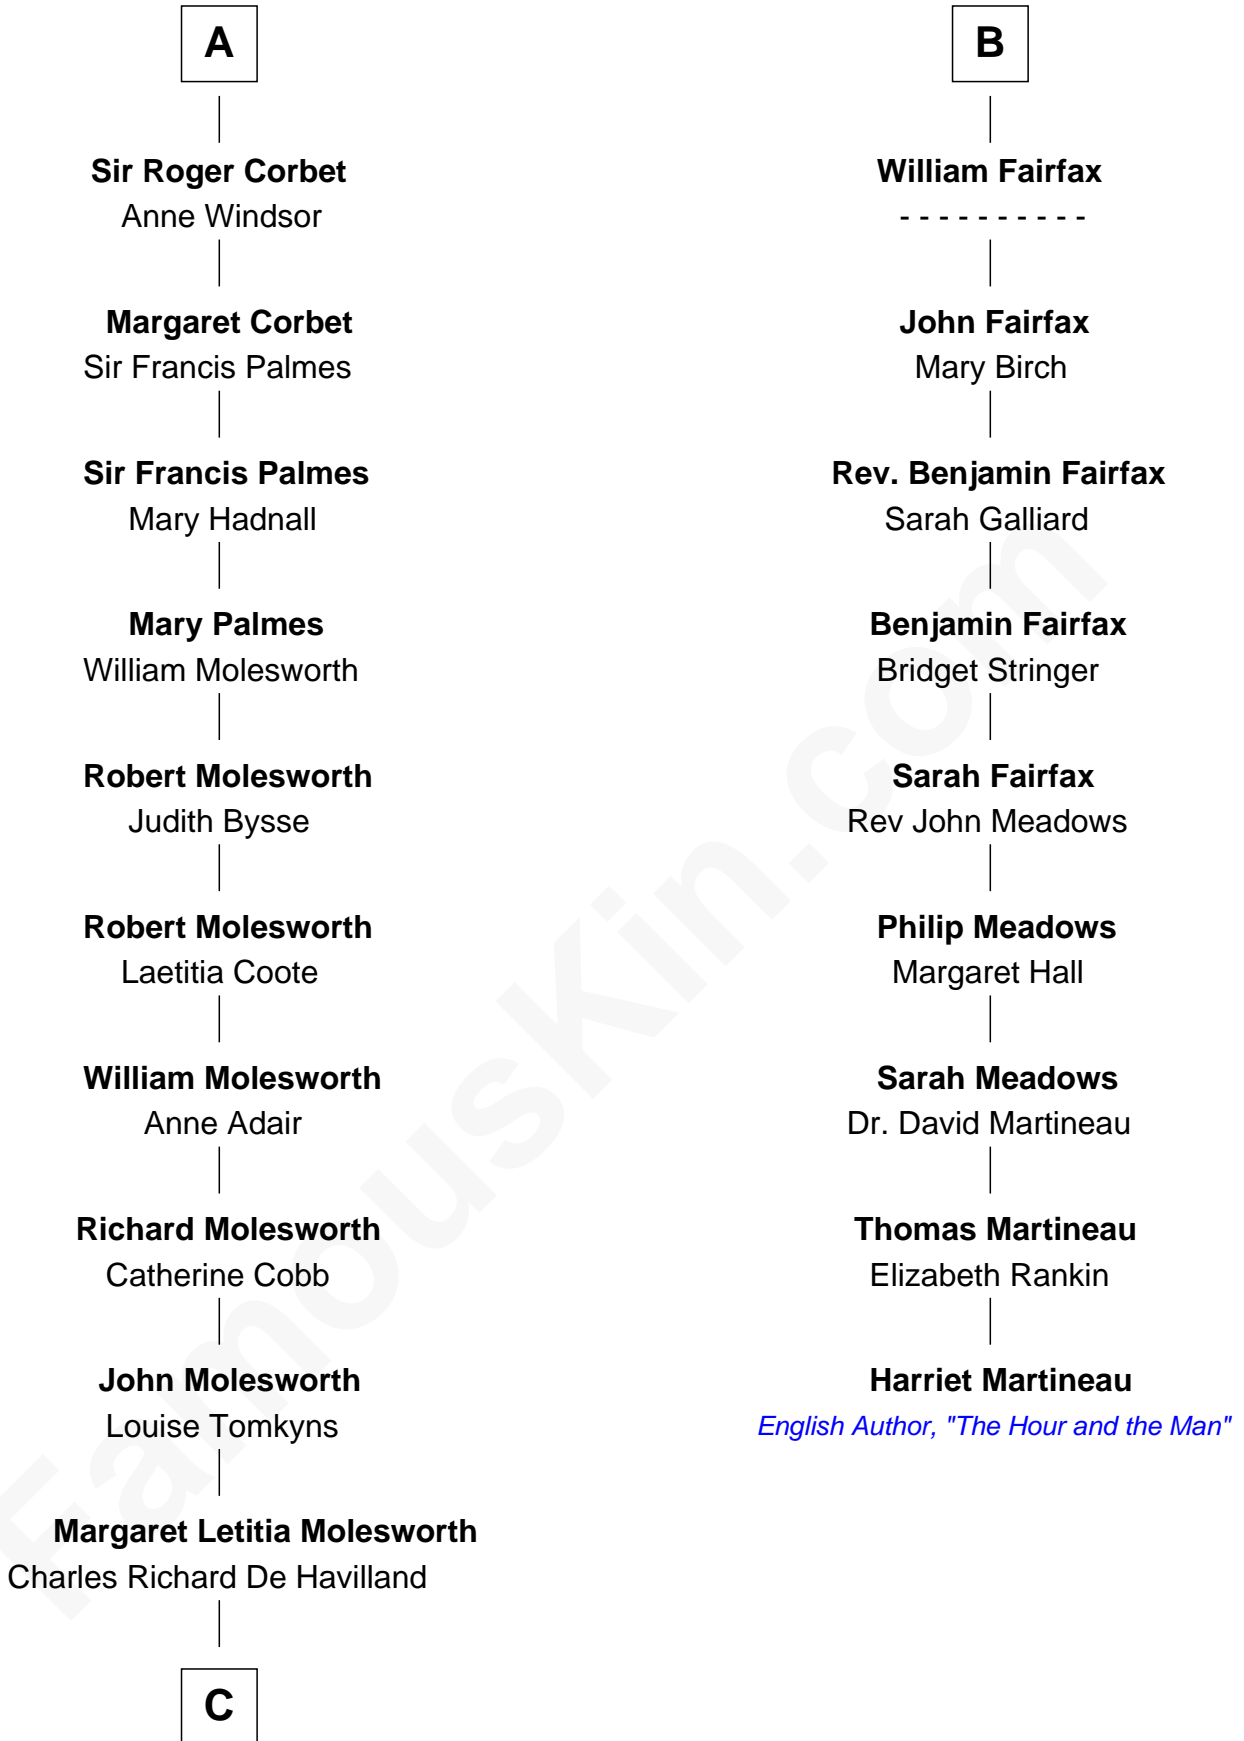 A
Sir Roger Corbet
Anne Windsor
Margaret Corbet
Sir Francis Palmes
Sir Francis Palmes
Mary Hadnall
Mary Palmes
William Molesworth
Robert Molesworth
Judith Bysse
Robert Molesworth
Laetitia Coote
William Molesworth
Anne Adair
Richard Molesworth
Catherine Cobb
John Molesworth
Louise Tomkyns
Margaret Letitia Molesworth
Charles Richard De Havilland
C
B
William Fairfax
- - - - - - - - - -
John Fairfax
Mary Birch
Rev. Benjamin Fairfax
Sarah Galliard
Benjamin Fairfax
Bridget Stringer
Sarah Fairfax
Rev John Meadows
Philip Meadows
Margaret Hall
Sarah Meadows
Dr. David Martineau
Thomas Martineau
Elizabeth Rankin
Harriet Martineau
English Author, "The Hour and the Man"
FamousKin.com